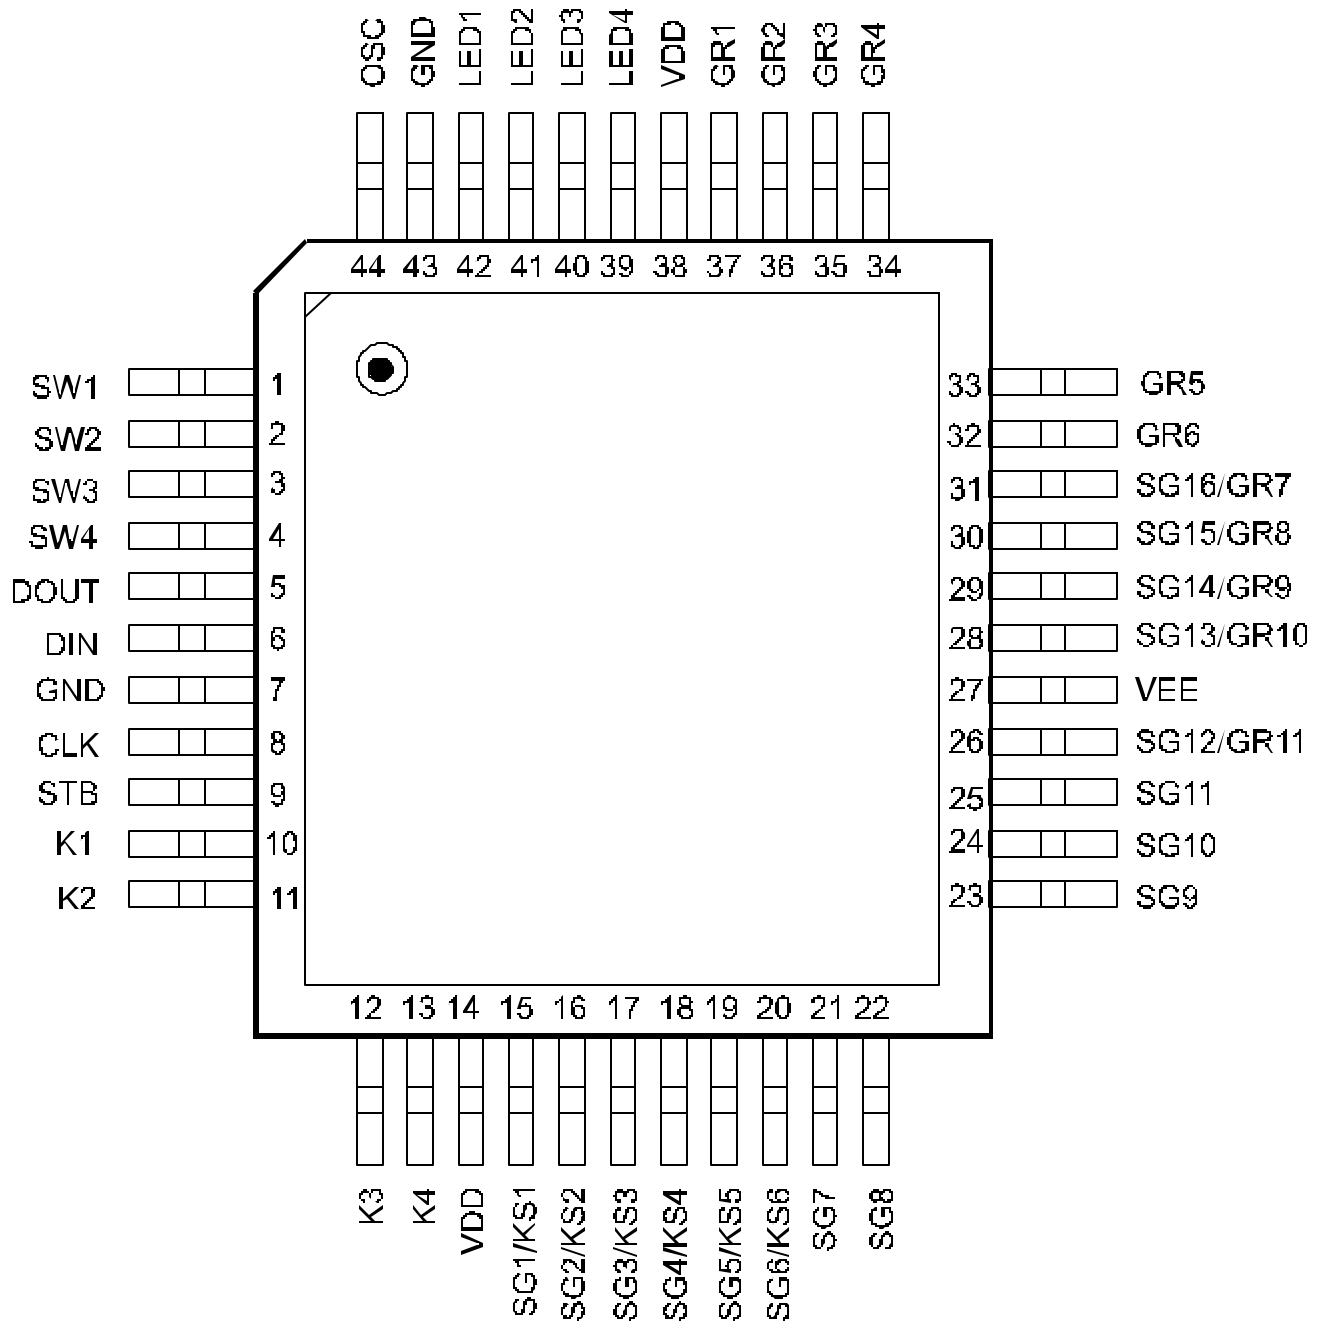 OSC GND LED1 LED2 LED3 LED4 VDD GR1 GR2 GR3 GR4
44 43 42 41 40 39 38 37 36 35 34
SW1 1 33 GR5
SW2 2 32 GR6
SW3 3 31 SG16/GR7
SW4 4 30 SG15/GR8
DOUT 5 29 SG14/GR9
DIN 6 28 SG13/GR10
GND 7 27 VEE
CLK 8 26 SG12/GR11
STB 9 25 SG11
K1 10 24 SG10
K2 11 23 SG9
12 13 14 15 16 17 18 19 20 21 22
K3 K4 VDD SG1/KS1 SG2/KS2 SG3/KS3 SG4/KS4 SG5/KS5 SG6/KS6 SG7 SG8